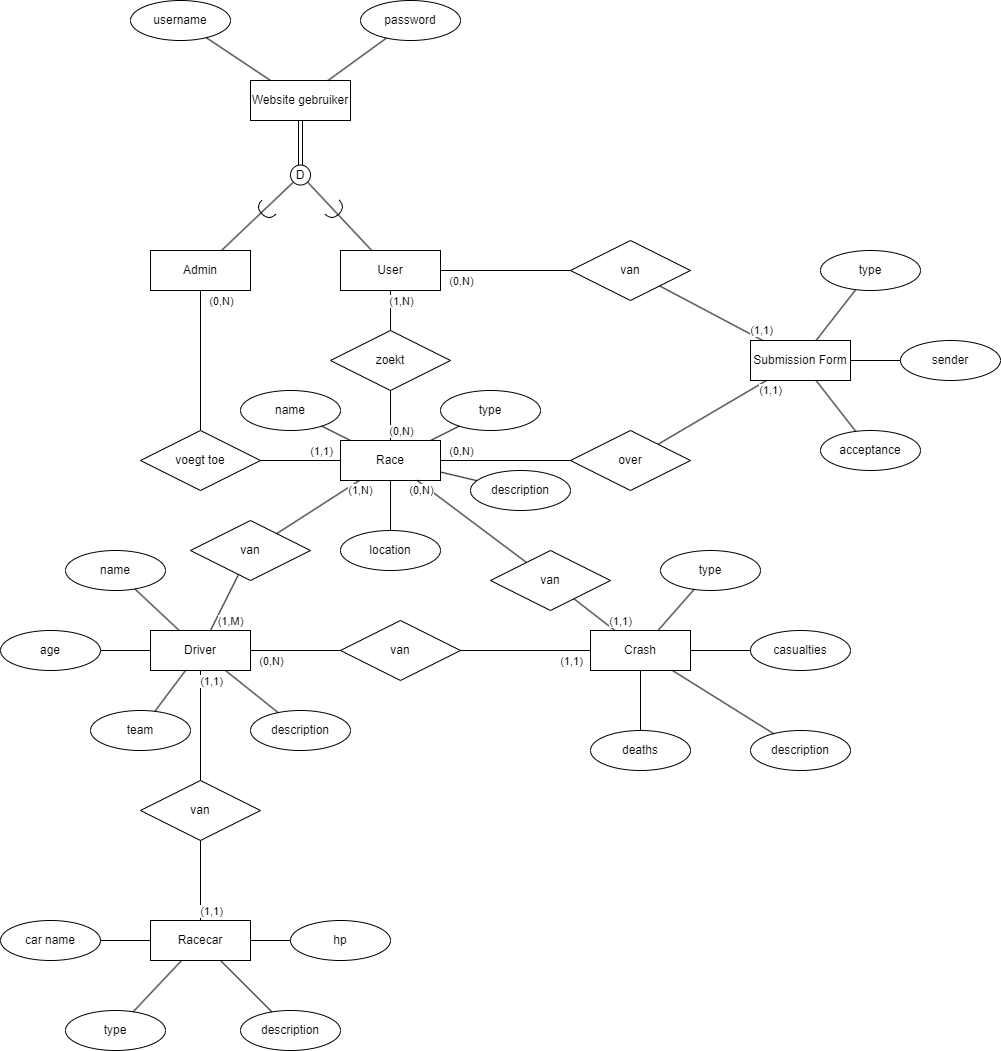 username
password
Website gebruiker
D
Admin
User
van
type
(0,N)
(1,N)
(0,N)
(1,1)
zoekt
Submission Form
sender
(1,1)
name
type
(0,N)
acceptance
voegt toe
(1,1)
Race
(0,N)
over
description
(1,N)
(0,N)
van
location
van
name
type
(1,M)
(1,1)
age
Driver
(0,N)
van
(1,1)
Crash
casualties
(1,1)
team
description
deaths
description
van
(1,1)
car name
Racecar
hp
type
description